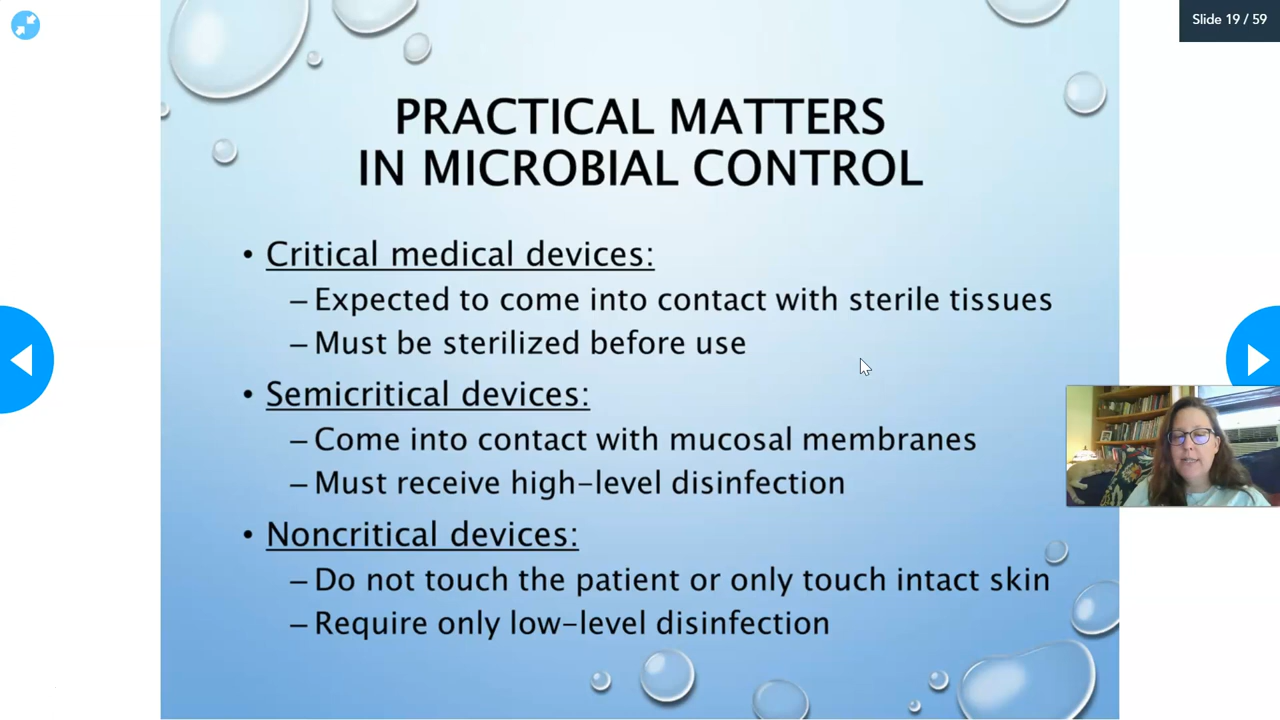 Slide 19 / 59
PRACTICAL MATTERS
IN MICROBIAL CONTROL
• Critical medical devices:
– Expected to come into contact with sterile tissues
– Must be sterilized before use
• Semicritical devices:
– Come into contact with mucosal membranes
– Must receive high-level disinfection
• Noncritical devices:
– Do not touch the patient or only touch intact skin
– Require only low-level disinfection